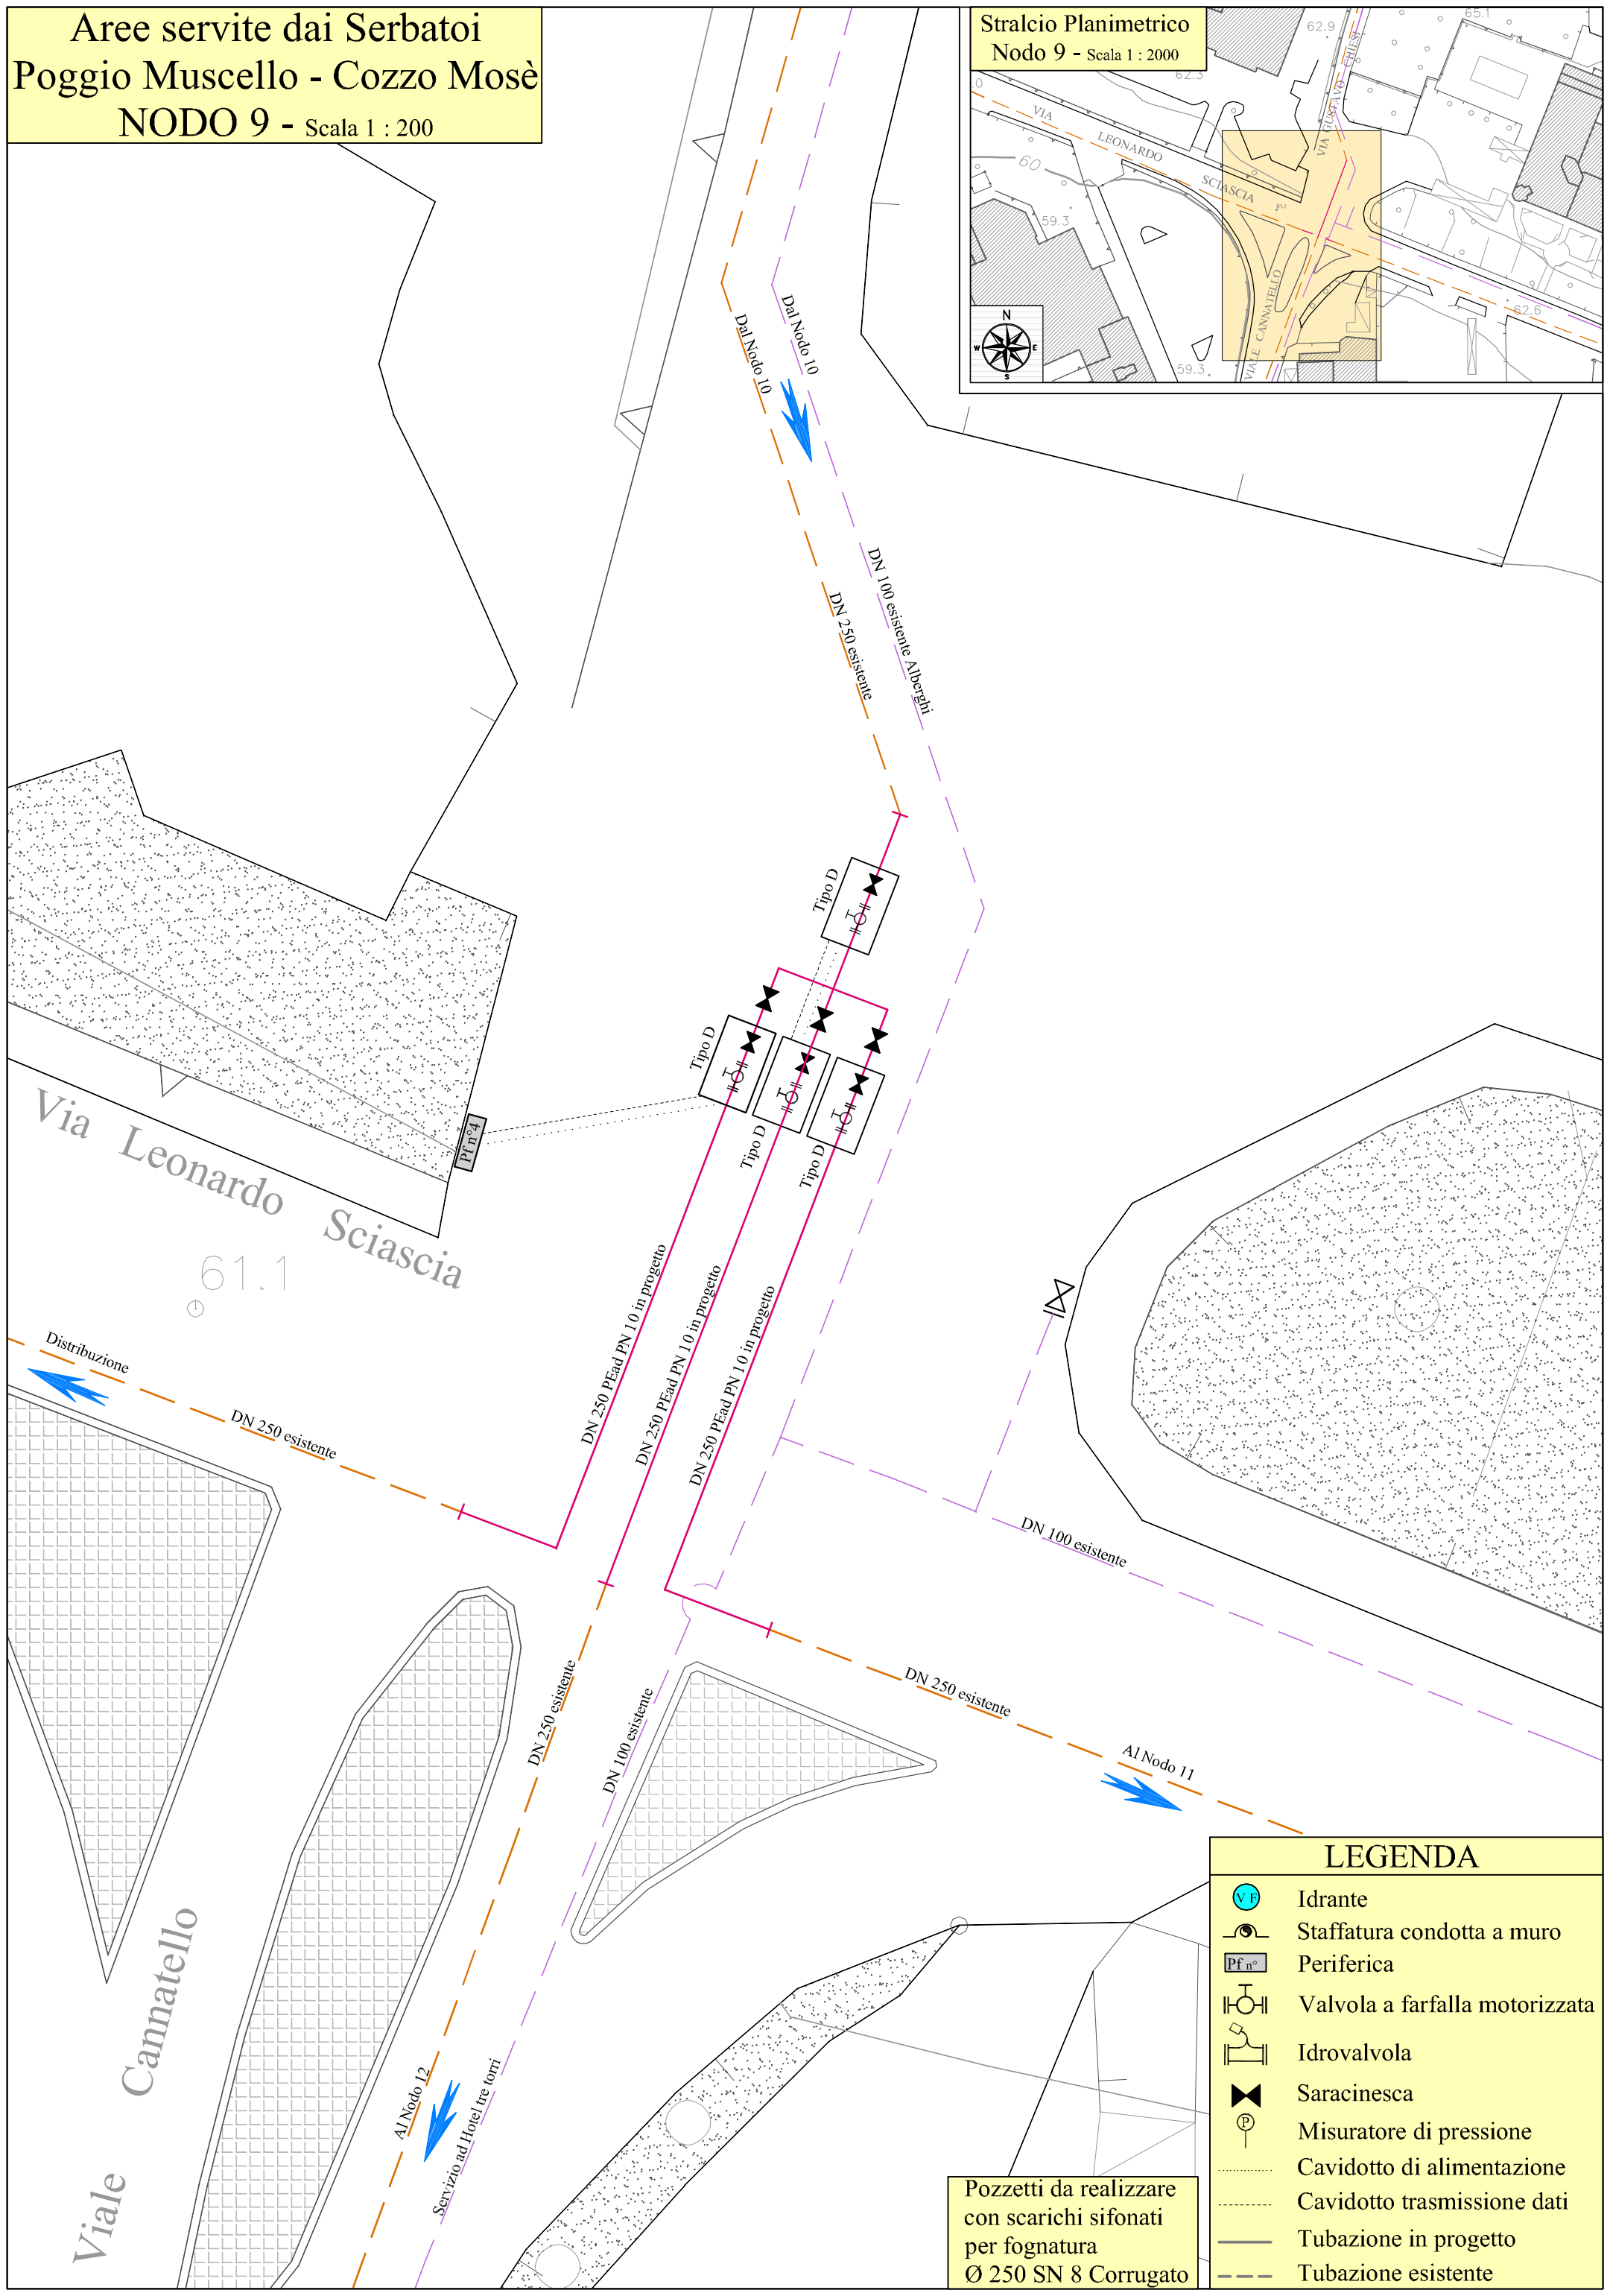 Aree servite dai Serbatoi
Poggio Muscello - Cozzo Mosè
NODO 9 - Scala 1 : 200
Stralcio Planimetrico
Nodo 9 - Scala 1 : 2000
62.9
65.1
62.3
VIA GUSTAVO CHIESI
VIA LEONARDO SCIASCIA
60
59.3
62.6
59.3
VIALE CANNATELLO
N
W
E
S
Dal Nodo 10
Dal Nodo 10
DN 250 esistente
DN 100 esistente Alberghi
Tipo D
Tipo D
Tipo D
Tipo D
Pf n°4
Via Leonardo Sciascia
61.1
DN 250 PEad PN 10 in progetto
DN 250 PEad PN 10 in progetto
DN 250 PEad PN 10 in progetto
Distribuzione
DN 250 esistente
DN 100 esistente
DN 250 esistente
DN 100 esistente
DN 250 esistente
Al Nodo 11
Viale Cannatello
Al Nodo 12
Servizio ad Hotel tre torri
Pozzetti da realizzare
con scarichi sifonati
per fognatura
Ø 250 SN 8 Corrugato
LEGENDA
V F Idrante
Staffatura condotta a muro
Pf n° Periferica
Valvola a farfalla motorizzata
Idrovalvola
Saracinesca
P Misuratore di pressione
Cavidotto di alimentazione
Cavidotto trasmissione dati
Tubazione in progetto
Tubazione esistente